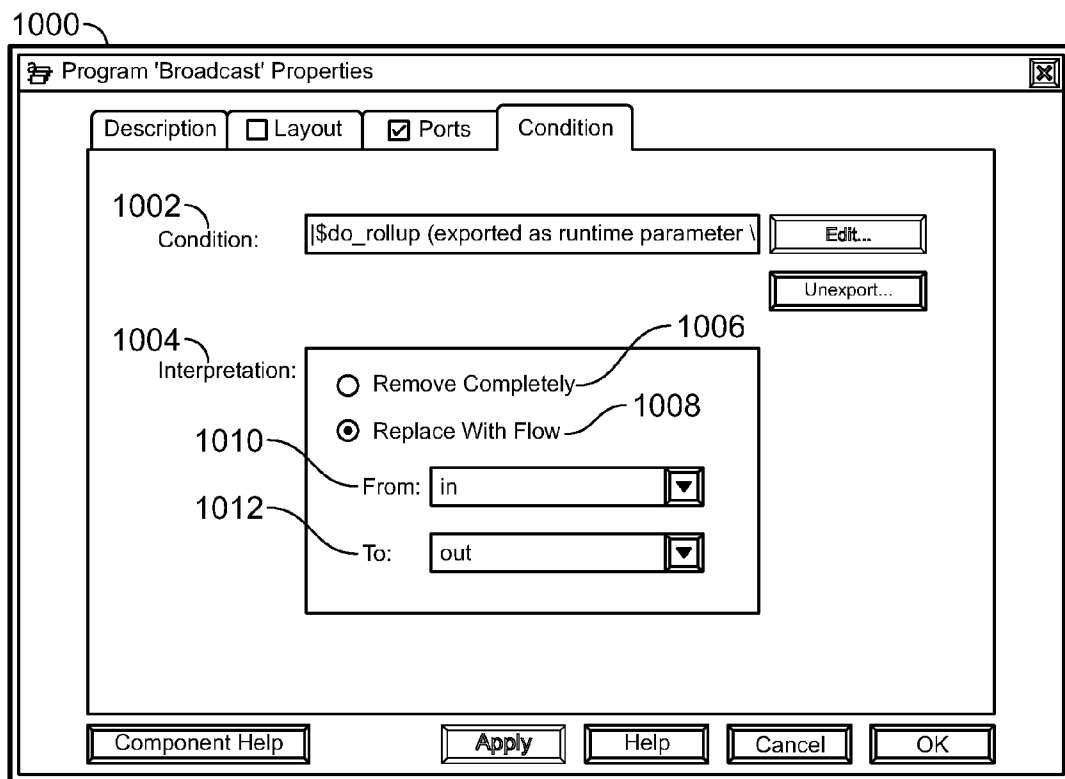 1000
Program 'Broadcast' Properties
Description Layout Ports Condition
1002
Condition: |$do_rollup (exported as runtime parameter \ Edit...
Unexport...
1004
1006
Interpretation:
Remove Completely
1008
Replace With Flow
1010
From: in
1012
To: out
Component Help Apply Help Cancel OK